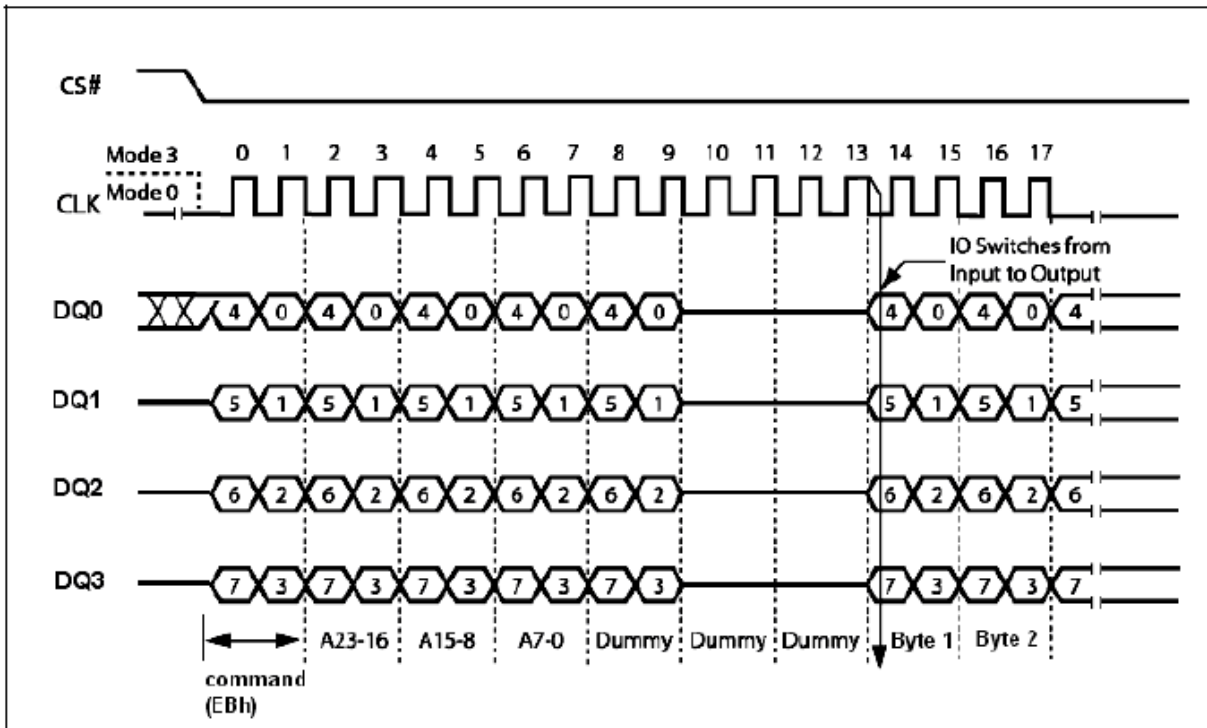 CS#
Mode 3
0 1 2 3 4 5 6 7 8 9 10 11 12 13 14 15 16 17
CLK Mode 0
IO Switches from
Input to Output
DQ0 4 0 4 0 4 0 4 0 4 0 4 0 4 0 4
DQ1 5 1 5 1 5 1 5 1 5 1 5 1 5 1 5
DQ2 6 2 6 2 6 2 6 2 6 2 6 2 6 2 6
DQ3 7 3 7 3 7 3 7 3 7 3 7 3 7 3 7
A23-16 A15-8 A7-0 Dummy Dummy Dummy Byte 1 Byte 2
command
(EBh)